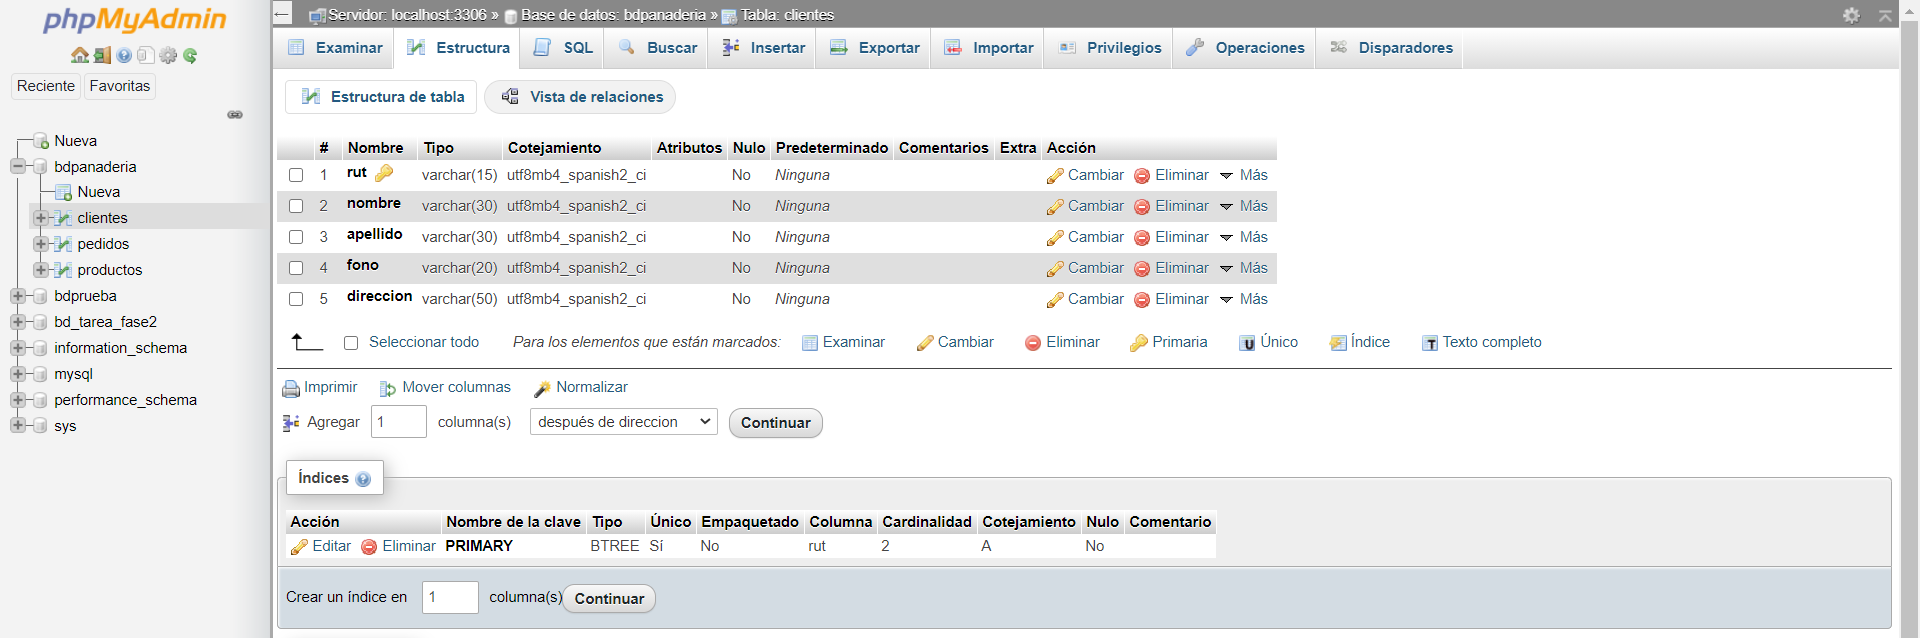 phpMyAdmin
Reciente Favoritas
Nueva
bdpanaderia
Nueva
clientes
pedidos
productos
bdprueba
bd_tarea_fase2
information_schema
mysql
performance_schema
sys
Servidor: localhost:3306 » Base de datos: bdpanaderia » Tabla: clientes
Examinar Estructura SQL Buscar Insertar Exportar Importar Privilegios Operaciones Disparadores
Estructura de tabla Vista de relaciones
# Nombre Tipo Cotejamiento Atributos Nulo Predeterminado Comentarios Extra Acción
1 rut varchar(15) utf8mb4_spanish2_ci No Ninguna Cambiar Eliminar Más
2 nombre varchar(30) utf8mb4_spanish2_ci No Ninguna Cambiar Eliminar Más
3 apellido varchar(30) utf8mb4_spanish2_ci No Ninguna Cambiar Eliminar Más
4 fono varchar(20) utf8mb4_spanish2_ci No Ninguna Cambiar Eliminar Más
5 direccion varchar(50) utf8mb4_spanish2_ci No Ninguna Cambiar Eliminar Más
Seleccionar todo Para los elementos que están marcados: Examinar Cambiar Eliminar Primaria Único Índice Texto completo
Imprimir Mover columnas Normalizar
Agregar 1 columna(s) después de direccion Continuar
Índices
Acción Nombre de la clave Tipo Único Empaquetado Columna Cardinalidad Cotejamiento Nulo Comentario
Editar Eliminar PRIMARY BTREE Sí No rut 2 A No
Crear un índice en 1 columna(s) Continuar